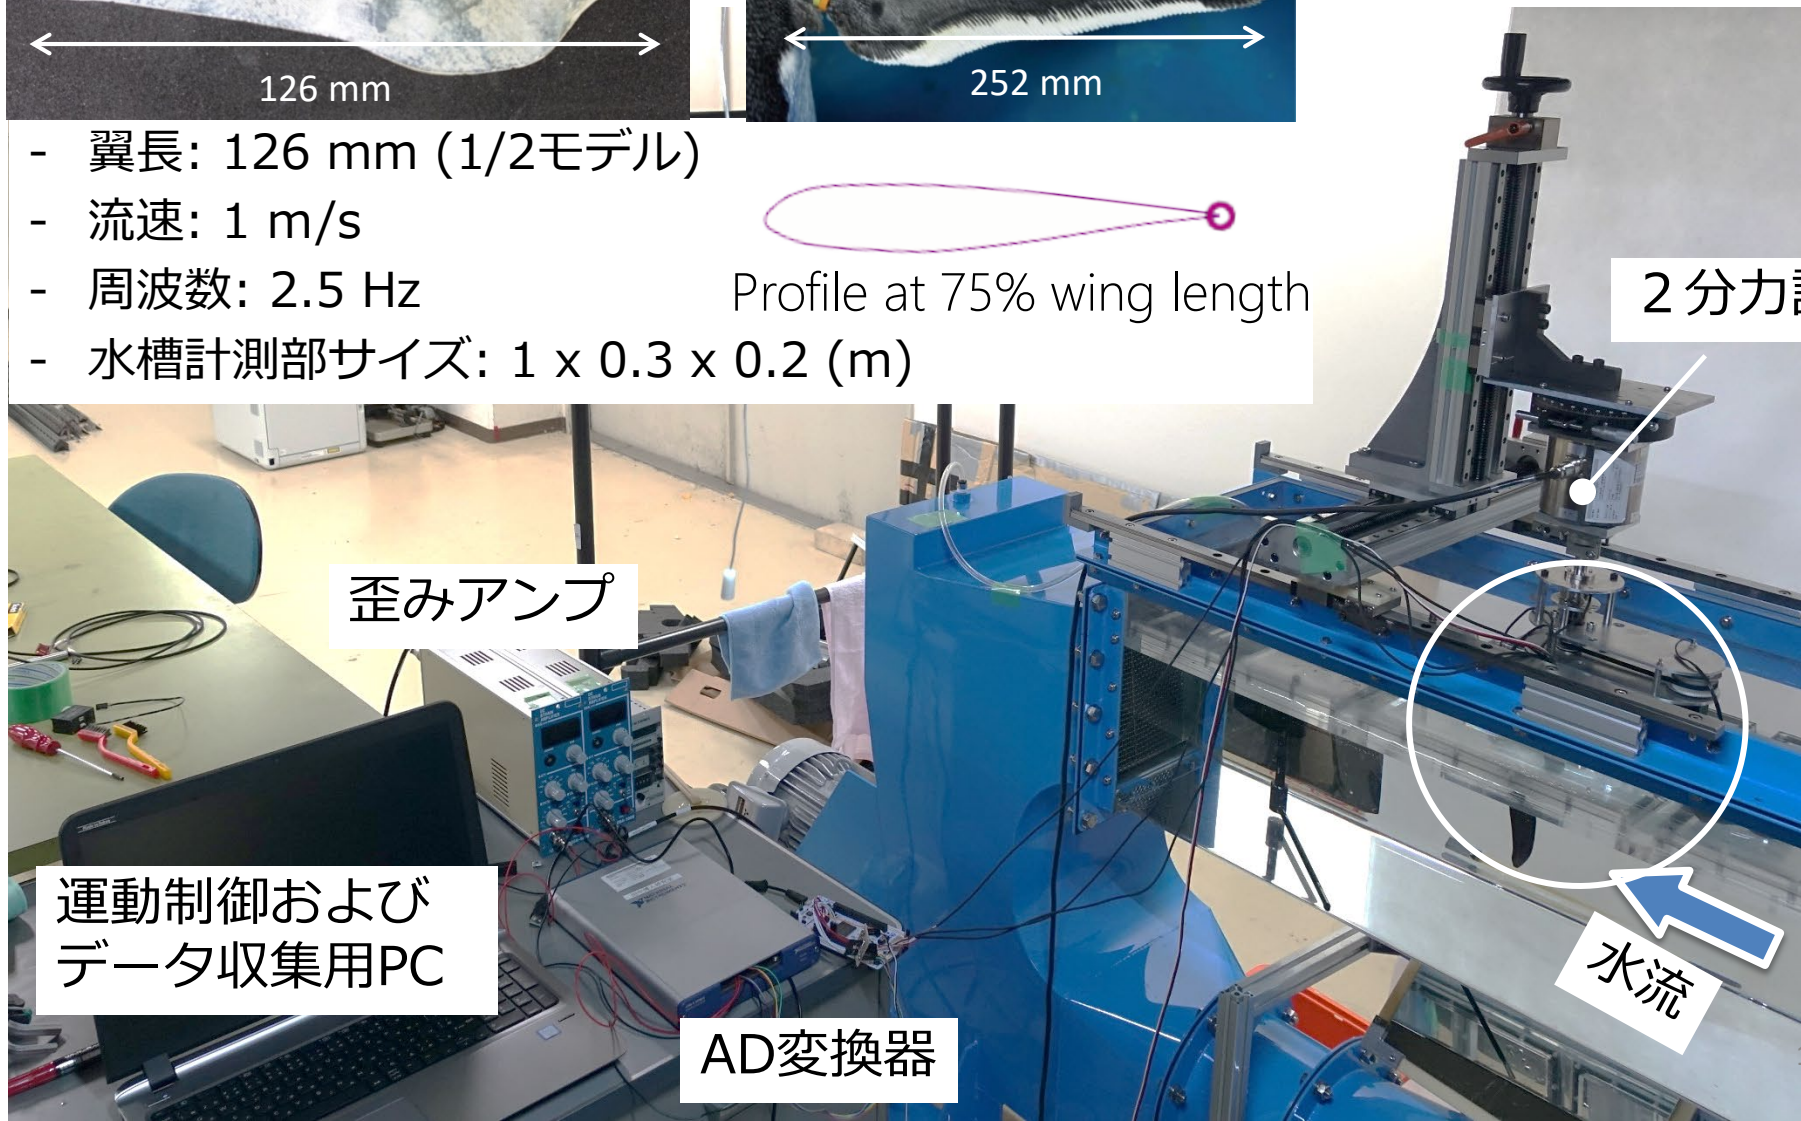 126 mm
252 mm
- 翼長: 126 mm (1/2モデル)
- 流速: 1 m/s
- 周波数: 2.5 Hz
- 水槽計測部サイズ: 1 x 0.3 x 0.2 (m)
Profile at 75% wing length
２分力
歪みアンプ
運動制御および
データ収集用PC
AD変換器
水流